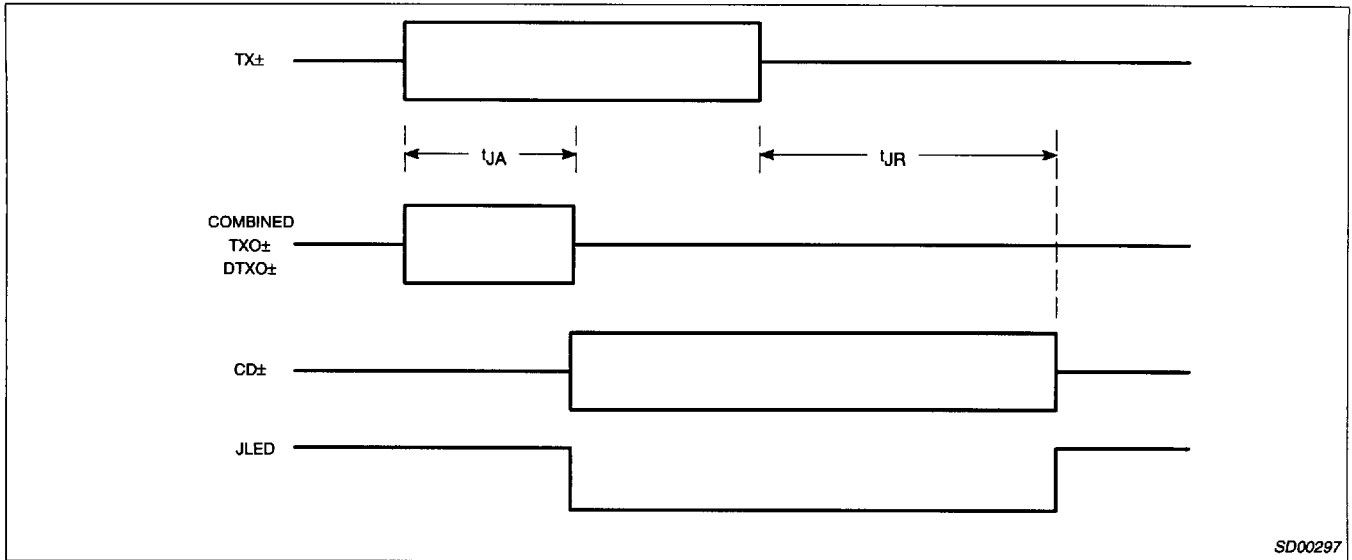 TX±
tJA
tJR
COMBINED
TXO±
DTXO±
CD±
JLED
SD00297